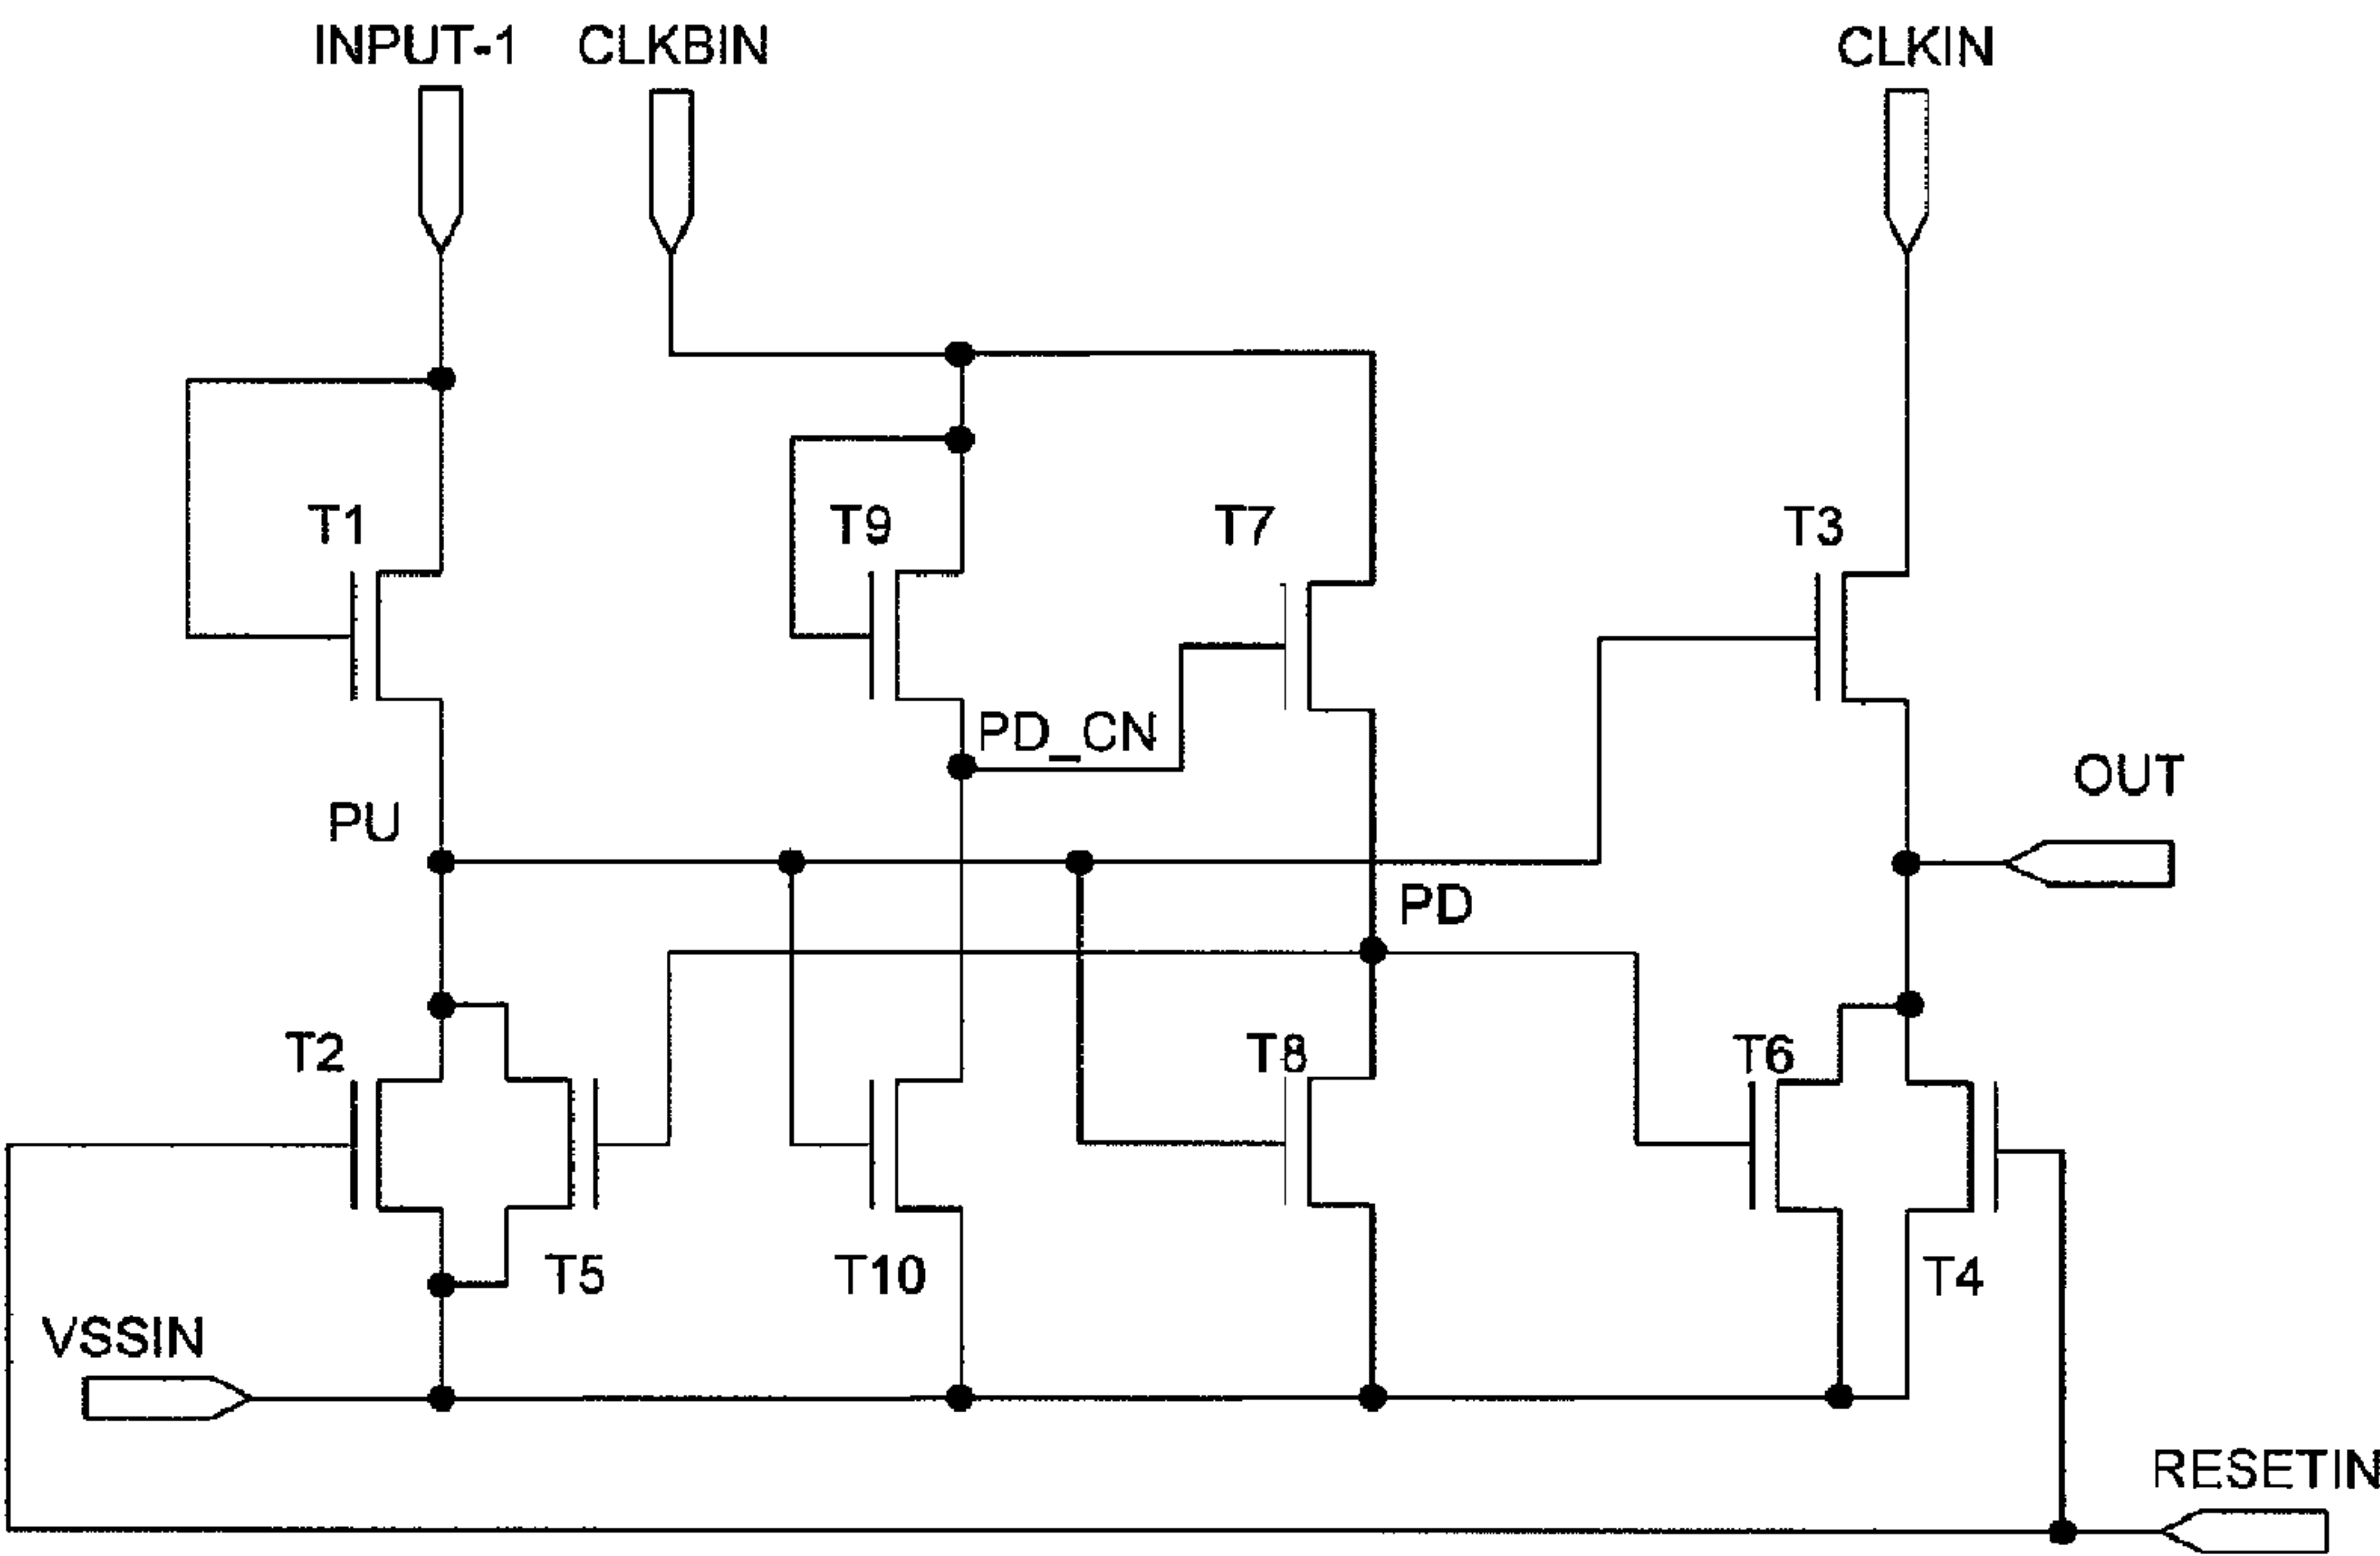 INPUT-1
CLKBIN
CLKIN
T1
T9
T7
T3
PD_CN
OUT
PU
PD
T2
T8
T6
T5
T10
T4
VSSIN
RESETIN